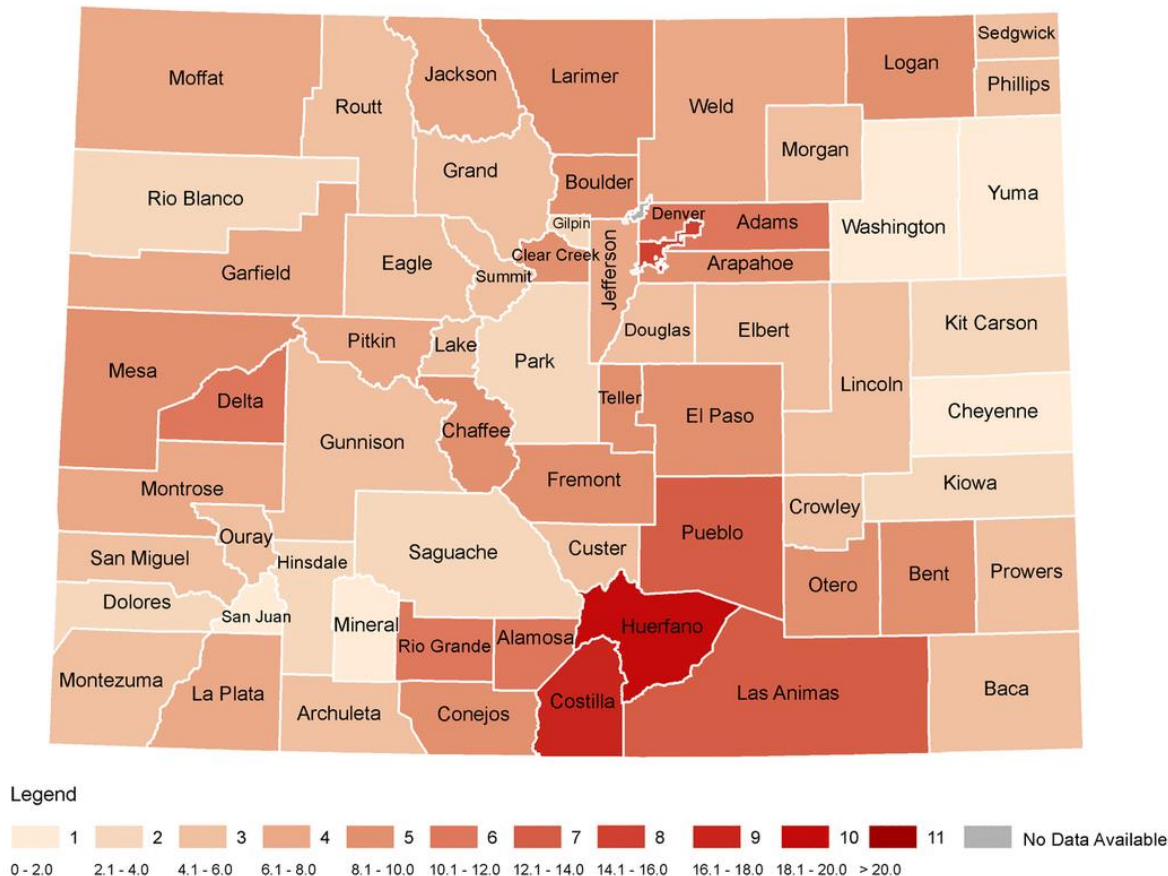 Sedgwick
Moffat
Jackson
Larimer
Logan
Phillips
Routt
Weld
Morgan
Grand
Boulder
Rio Blanco
Yuma
Gilpin
Denver
Adams
Washington
Clear Creek
Eagle
Arapahoe
Garfield
Summit
Jefferson
Kit Carson
Douglas
Elbert
Pitkin
Lake
Park
Mesa
Lincoln
Teller
Delta
Cheyenne
El Paso
Chaffee
Gunnison
Fremont
Kiowa
Montrose
Crowley
Pueblo
Ouray
Custer
Saguache
San Miguel
Hinsdale
Otero
Bent
Prowers
Dolores
San Juan
Mineral
Huerfano
Alamosa
Rio Grande
Montezuma
La Plata
Costilla
Las Animas
Baca
Archuleta
Conejos
Legend
1 2 3 4 5 6 7 8 9 10 11 No Data Available
0 - 2.0 2.1 - 4.0 4.1 - 6.0 6.1 - 8.0 8.1 - 10.0 10.1 - 12.0 12.1 - 14.0 14.1 - 16.0 16.1 - 18.0 18.1 - 20.0 > 20.0